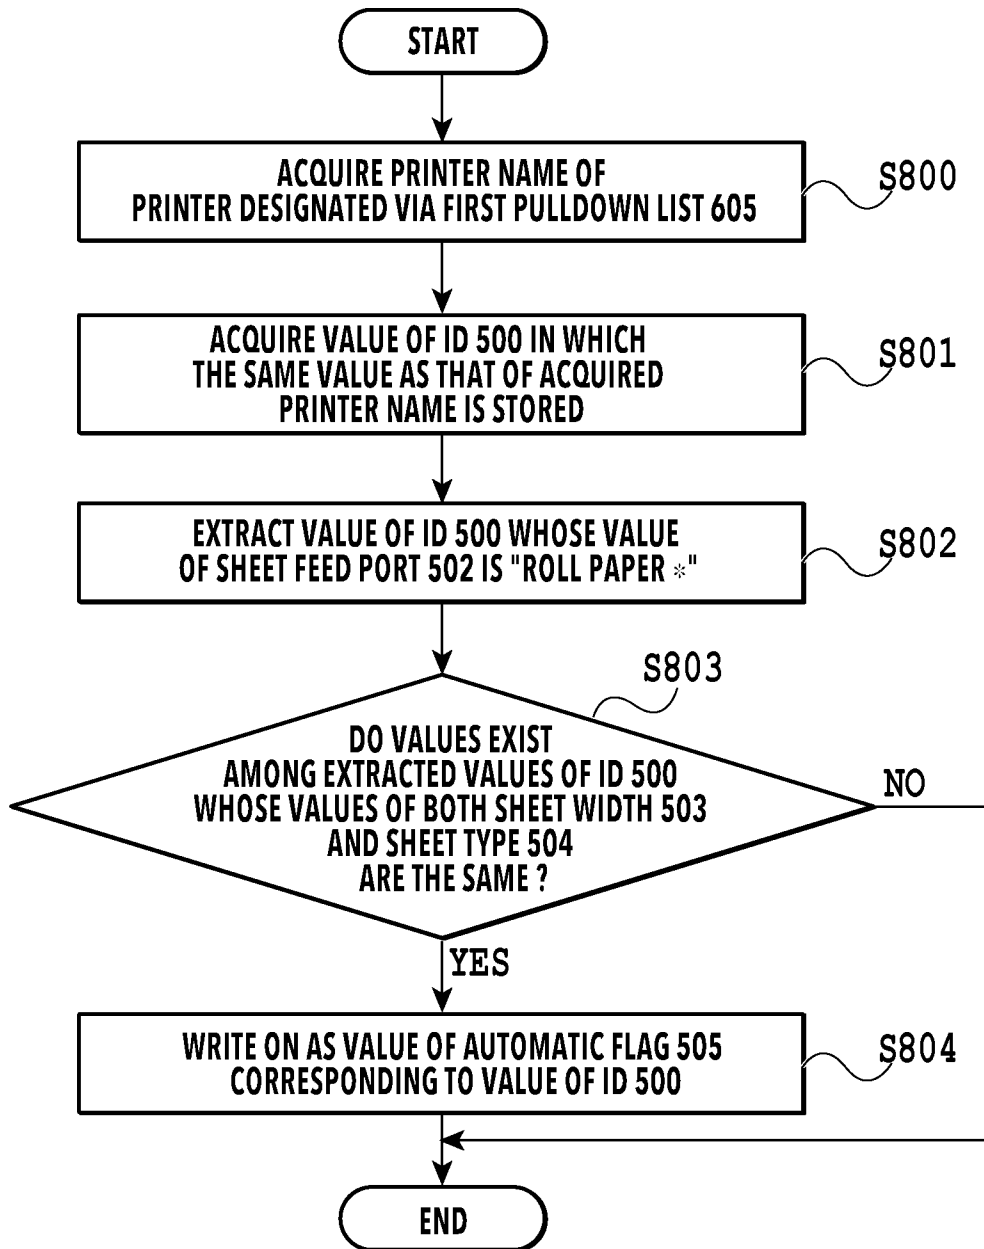 START
ACQUIRE PRINTER NAME OF
PRINTER DESIGNATED VIA FIRST PULLDOWN LIST 605
S800
ACQUIRE VALUE OF ID 500 IN WHICH
THE SAME VALUE AS THAT OF ACQUIRED
PRINTER NAME IS STORED
S801
EXTRACT VALUE OF ID 500 WHOSE VALUE
OF SHEET FEED PORT 502 IS "ROLL PAPER *"
S802
S803
DO VALUES EXIST
AMONG EXTRACTED VALUES OF ID 500
WHOSE VALUES OF BOTH SHEET WIDTH 503
AND SHEET TYPE 504
ARE THE SAME ?
NO
YES
WRITE ON AS VALUE OF AUTOMATIC FLAG 505
CORRESPONDING TO VALUE OF ID 500
S804
END